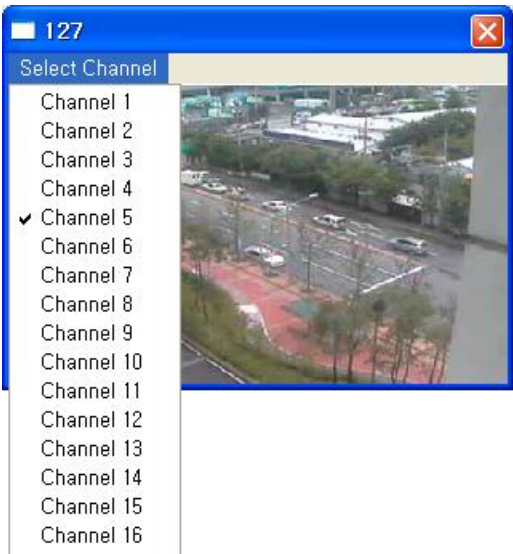 127
Select Channel
Channel 1
Channel 2
Channel 3
Channel 4
Channel 5
Channel 6
Channel 7
Channel 8
Channel 9
Channel 10
Channel 11
Channel 12
Channel 13
Channel 14
Channel 15
Channel 16